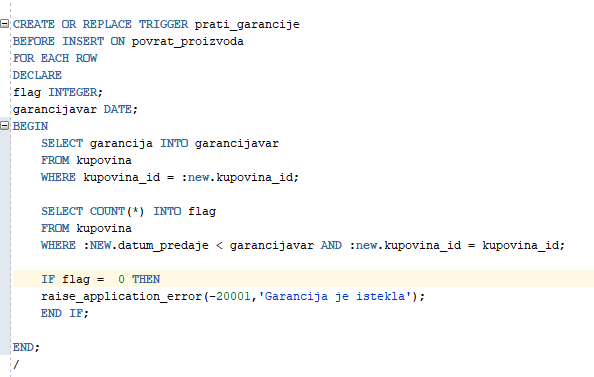 CREATE OR REPLACE TRIGGER prati_garancije
BEFORE INSERT ON povrat_proizvoda
FOR EACH ROW
DECLARE
flag INTEGER;
garancijavar DATE;
BEGIN
    SELECT garancija INTO garancijavar
    FROM kupovina
    WHERE kupovina_id = :new.kupovina_id;

    SELECT COUNT(*) INTO flag
    FROM kupovina
    WHERE :NEW.datum_predaje < garancijavar AND :new.kupovina_id = kupovina_id;

    IF flag =  0 THEN
    raise_application_error(-20001,'Garancija je istekla');
    END IF;

END;
/